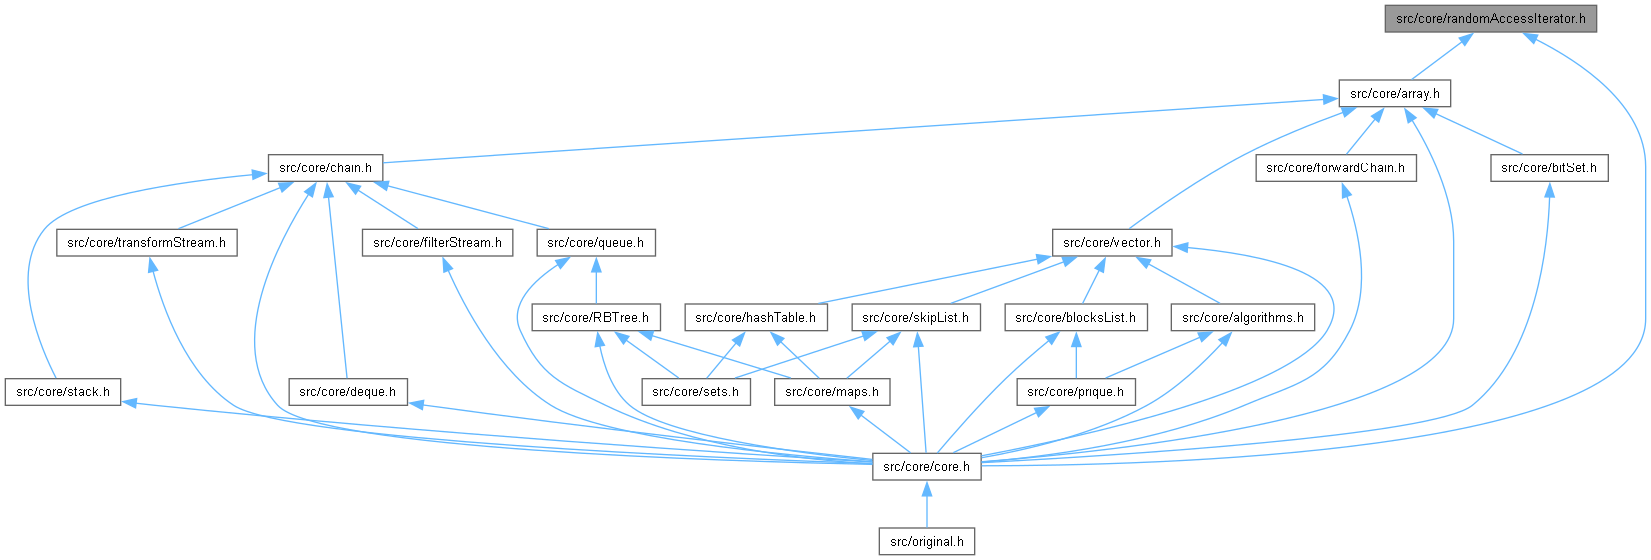 src/core/randomAccessIterator.h
src/core/array.h
src/core/chain.h
src/core/forwardChain.h
src/core/bitSet.h
src/core/transformStream.h
src/core/filterStream.h
src/core/queue.h
src/core/vector.h
src/core/RBTree.h
src/core/hashTable.h
src/core/skipList.h
src/core/blocksList.h
src/core/algorithms.h
src/core/stack.h
src/core/deque.h
src/core/sets.h
src/core/maps.h
src/core/prique.h
src/core/core.h
src/original.h